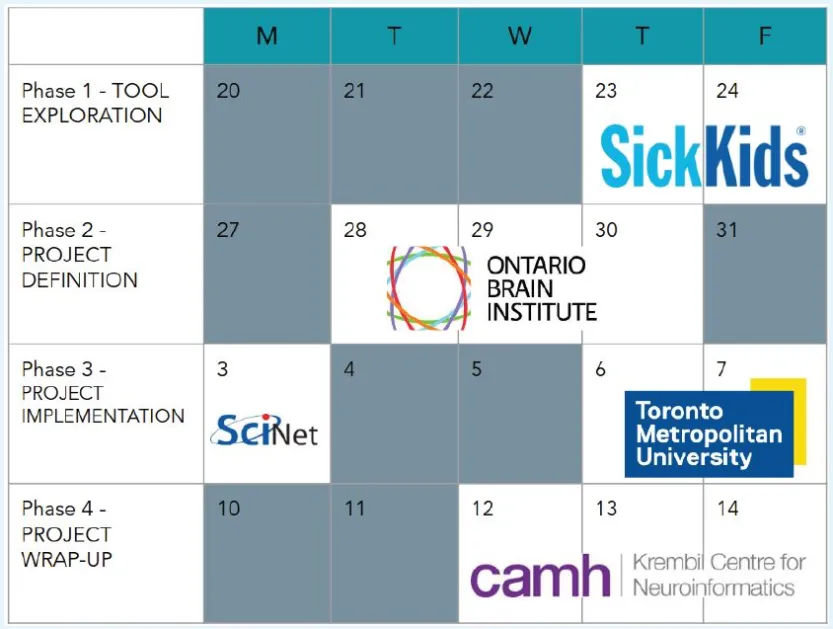 M T W T F
Phase 1 - TOOL
EXPLORATION
20 21 22 23 24
SickKids®
Phase 2 -
PROJECT
DEFINITION
27 28 29 30 31
ONTARIO
BRAIN
INSTITUTE
Phase 3 -
PROJECT
IMPLEMENTATION
3 4 5 6 7
SciNet
Toronto
Metropolitan
University
Phase 4 -
PROJECT
WRAP-UP
10 11 12 13 14
camh
Krembil Centre for
Neuroinformatics